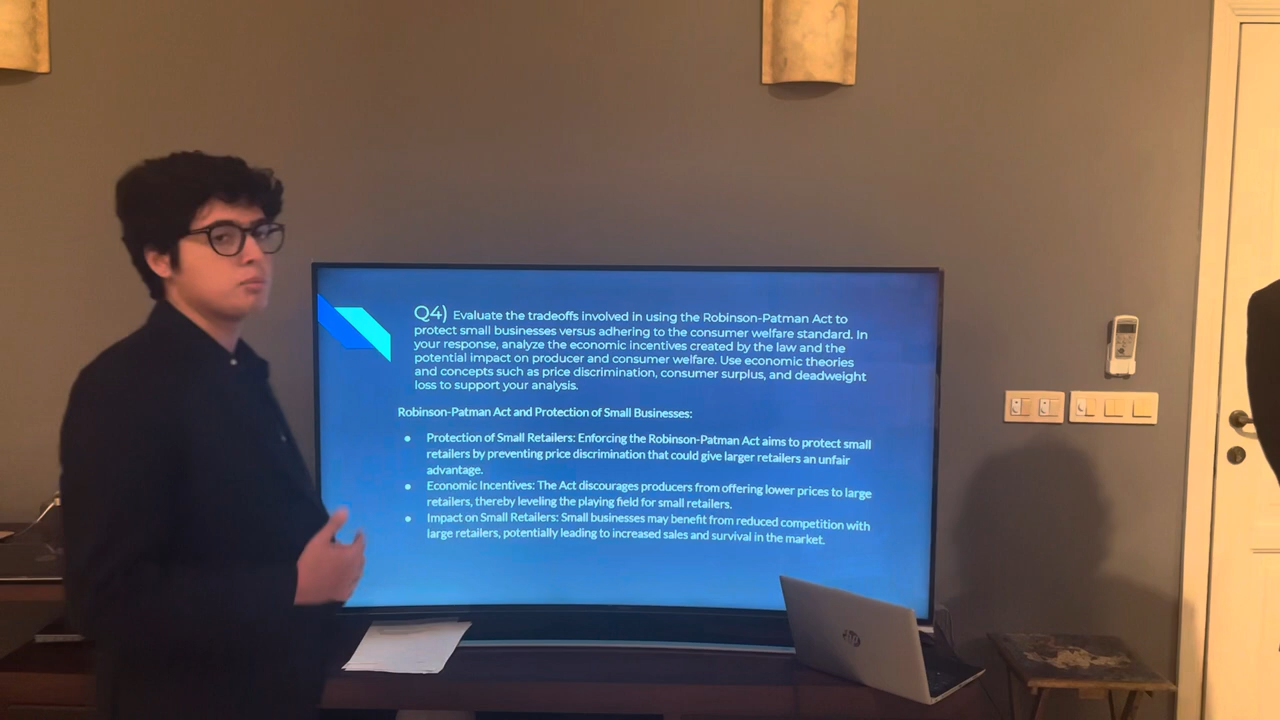 Q4) Evaluate the tradeoffs involved in using the Robinson-Patman Act to
protect small businesses versus adhering to the consumer welfare standard. In
your response, analyze the economic incentives created by the law and the
potential impact on producer and consumer welfare. Use economic theories
and concepts such as price discrimination, consumer surplus, and deadweight
loss to support your analysis.
Robinson-Patman Act and Protection of Small Businesses:
● Protection of Small Retailers: Enforcing the Robinson-Patman Act aims to protect small
retailers by preventing price discrimination that could give larger retailers an unfair
advantage.
● Economic Incentives: The Act discourages producers from offering lower prices to large
retailers, thereby leveling the playing field for small retailers.
● Impact on Small Retailers: Small businesses may benefit from reduced competition with
large retailers, potentially leading to increased sales and survival in the market.
hp